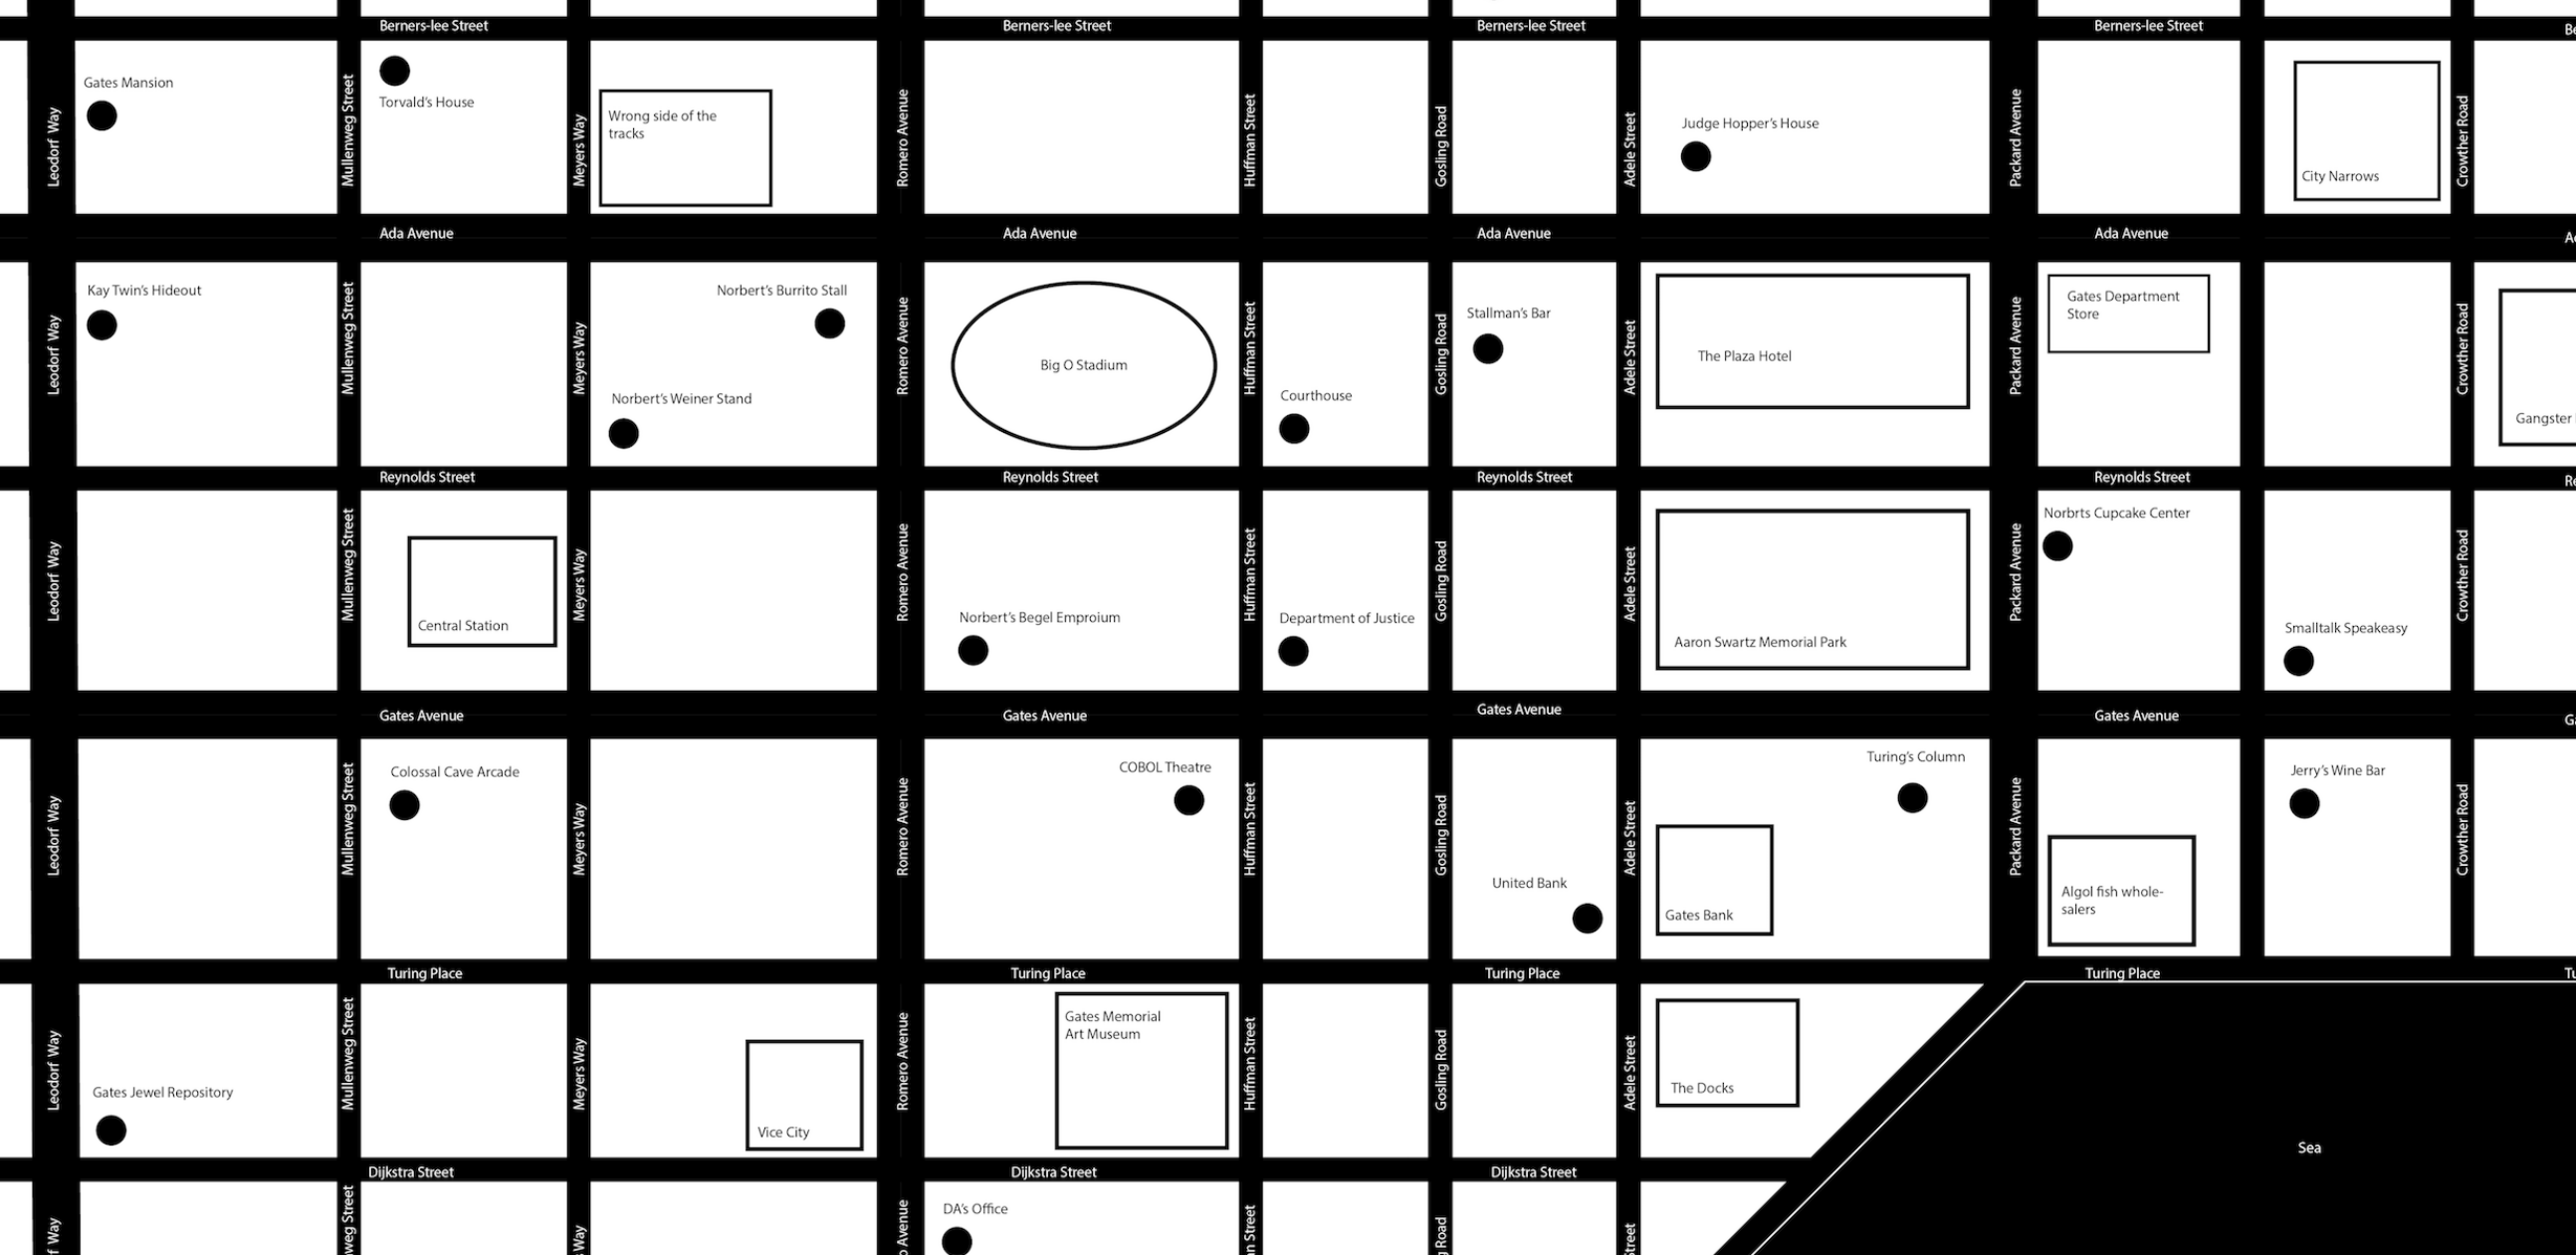 Berners-lee Street
Berners-lee Street
Berners-lee Street
Berners-lee Street
Gates Mansion
Torvald's House
Wrong side of the
tracks
Judge Hopper's House
City Narrows
Leodorf Way
Mullenweg Street
Meyers Way
Romero Avenue
Huffman Street
Gosling Road
Adele Street
Packard Avenue
Crowther Road
Ada Avenue
Ada Avenue
Ada Avenue
Ada Avenue
Kay Twin's Hideout
Norbert's Burrito Stall
Norbert's Weiner Stand
Big O Stadium
Courthouse
Stallman's Bar
The Plaza Hotel
Gates Department
Store
Gangster
Leodorf Way
Mullenweg Street
Meyers Way
Romero Avenue
Huffman Street
Gosling Road
Adele Street
Packard Avenue
Crowther Road
Reynolds Street
Reynolds Street
Reynolds Street
Reynolds Street
Central Station
Norbert's Begel Emproium
Department of Justice
Aaron Swartz Memorial Park
Norbrts Cupcake Center
Smalltalk Speakeasy
Leodorf Way
Mullenweg Street
Meyers Way
Romero Avenue
Huffman Street
Gosling Road
Adele Street
Packard Avenue
Crowther Road
Gates Avenue
Gates Avenue
Gates Avenue
Gates Avenue
Colossal Cave Arcade
COBOL Theatre
United Bank
Gates Bank
Turing's Column
Algol fish whole-
salers
Jerry's Wine Bar
Leodorf Way
Mullenweg Street
Meyers Way
Romero Avenue
Huffman Street
Gosling Road
Adele Street
Packard Avenue
Crowther Road
Turing Place
Turing Place
Turing Place
Turing Place
Gates Jewel Repository
Vice City
Gates Memorial
Art Museum
The Docks
Sea
Leodorf Way
Mullenweg Street
Meyers Way
Romero Avenue
Huffman Street
Gosling Road
Adele Street
Dijkstra Street
Dijkstra Street
Dijkstra Street
DA's Office
Way
Street
Way
Avenue
Street
Road
Street